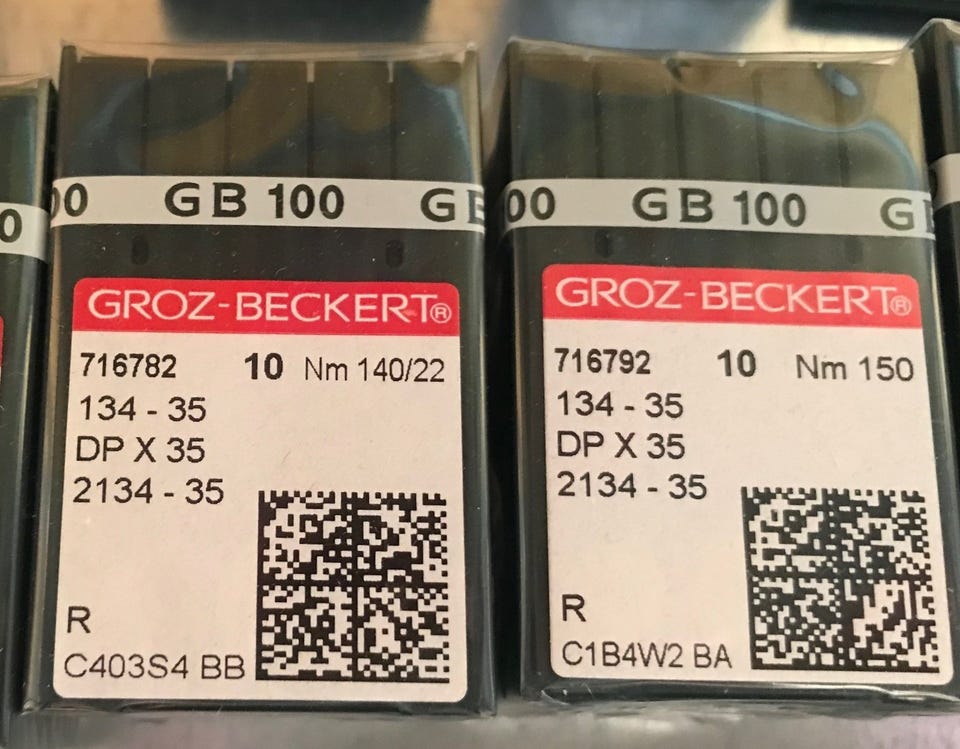 00 GB 100 GB
GROZ-BECKERT®
716782 10 Nm 140/22
134 - 35
DP X 35
2134 - 35
R
C403S4 BB
00 GB 100 GB
GROZ-BECKERT®
716792 10 Nm 150
134 - 35
DP X 35
2134 - 35
R
C1B4W2 BA
0